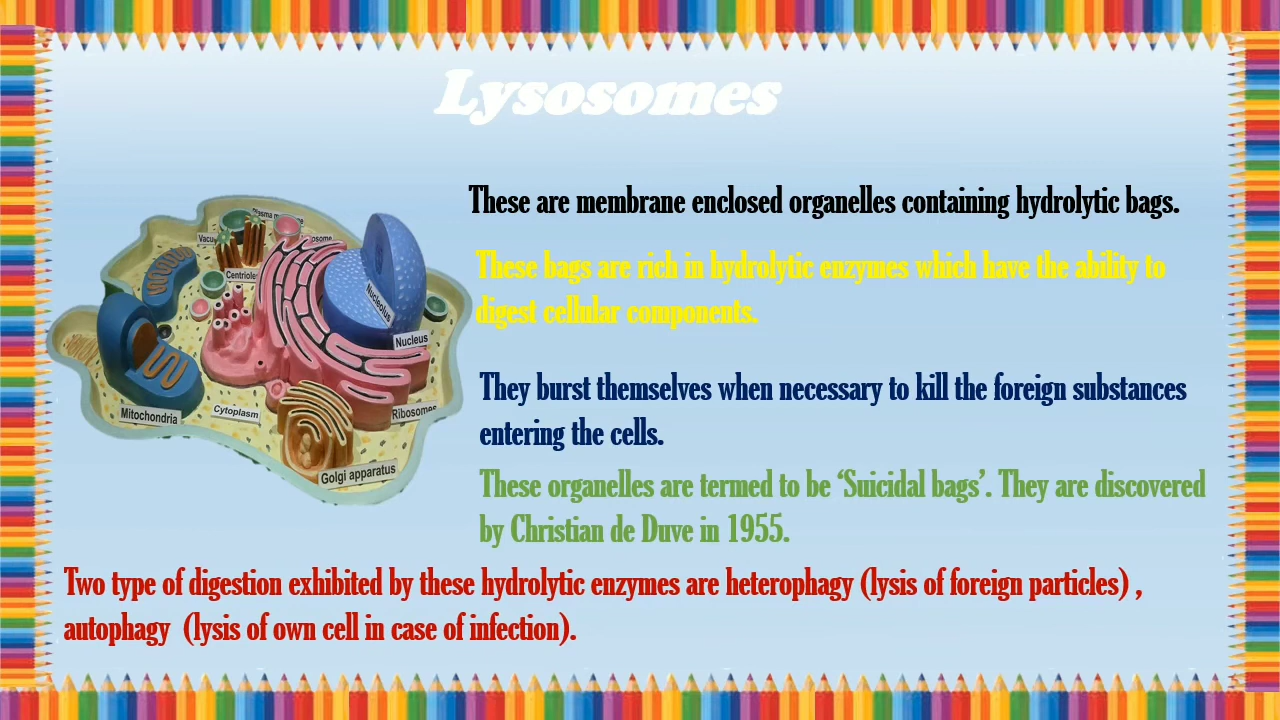 Lysosomes
These are membrane enclosed organelles containing hydrolytic bags.
These bags are rich in hydrolytic enzymes which have the ability to
digest cellular components.
They burst themselves when necessary to kill the foreign substances
entering the cells.
These organelles are termed to be ‘Suicidal bags’. They are discovered
by Christian de Duve in 1955.
Two type of digestion exhibited by these hydrolytic enzymes are heterophagy (lysis of foreign particles) ,
autophagy (lysis of own cell in case of infection).
Nucleolus
Nucleus
Mitochondria
Cytoplasm
Ribosomes
Golgi apparatus